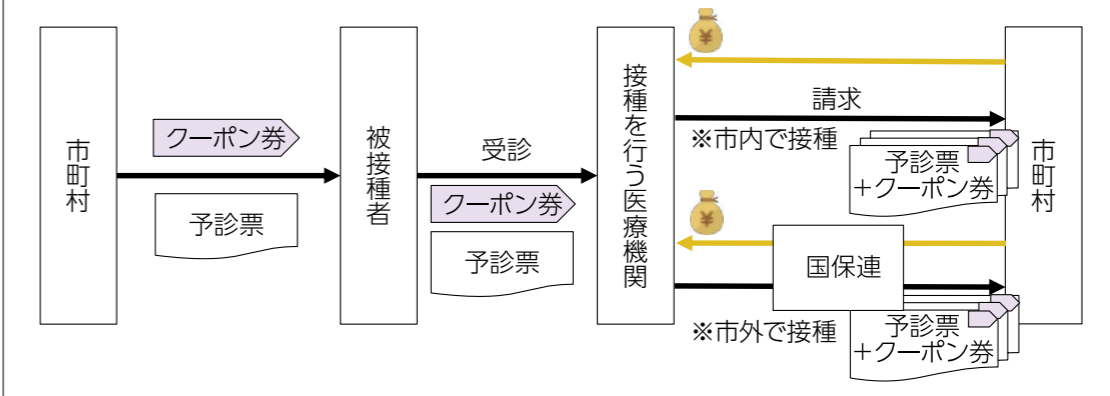 市町村
クーポン券
予診票
被接種者
受診
クーポン券
予診票
接種を行う医療機関
¥
請求
※市内で接種
予診票
+クーポン券
¥
国保連
※市外で接種
予診票
+クーポン券
市町村